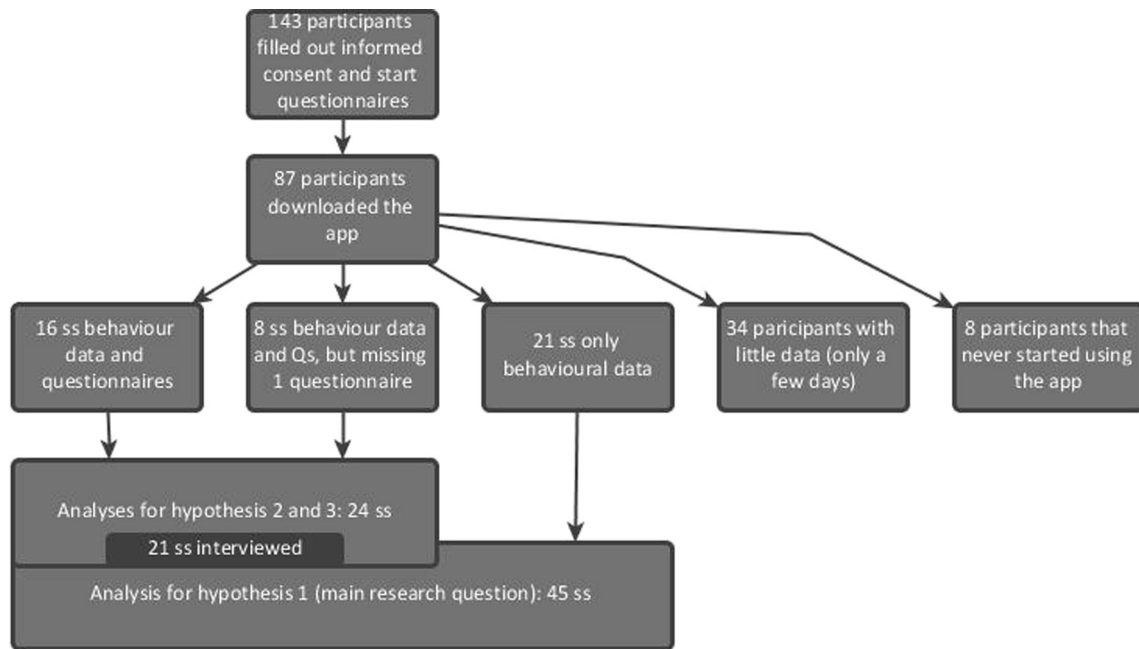 143 participants
filled out informed
consent and start
questionnaires
87 participants
downloaded the
app
16 ss behaviour
data and
questionnaires
8 ss behaviour data
and Qs, but missing
1 questionnaire
21 ss only
behavioural data
34 paricipants with
little data (only a
few days)
8 participants that
never started using
the app
Analyses for hypothesis 2 and 3: 24 ss
21 ss interviewed
Analysis for hypothesis 1 (main research question): 45 ss